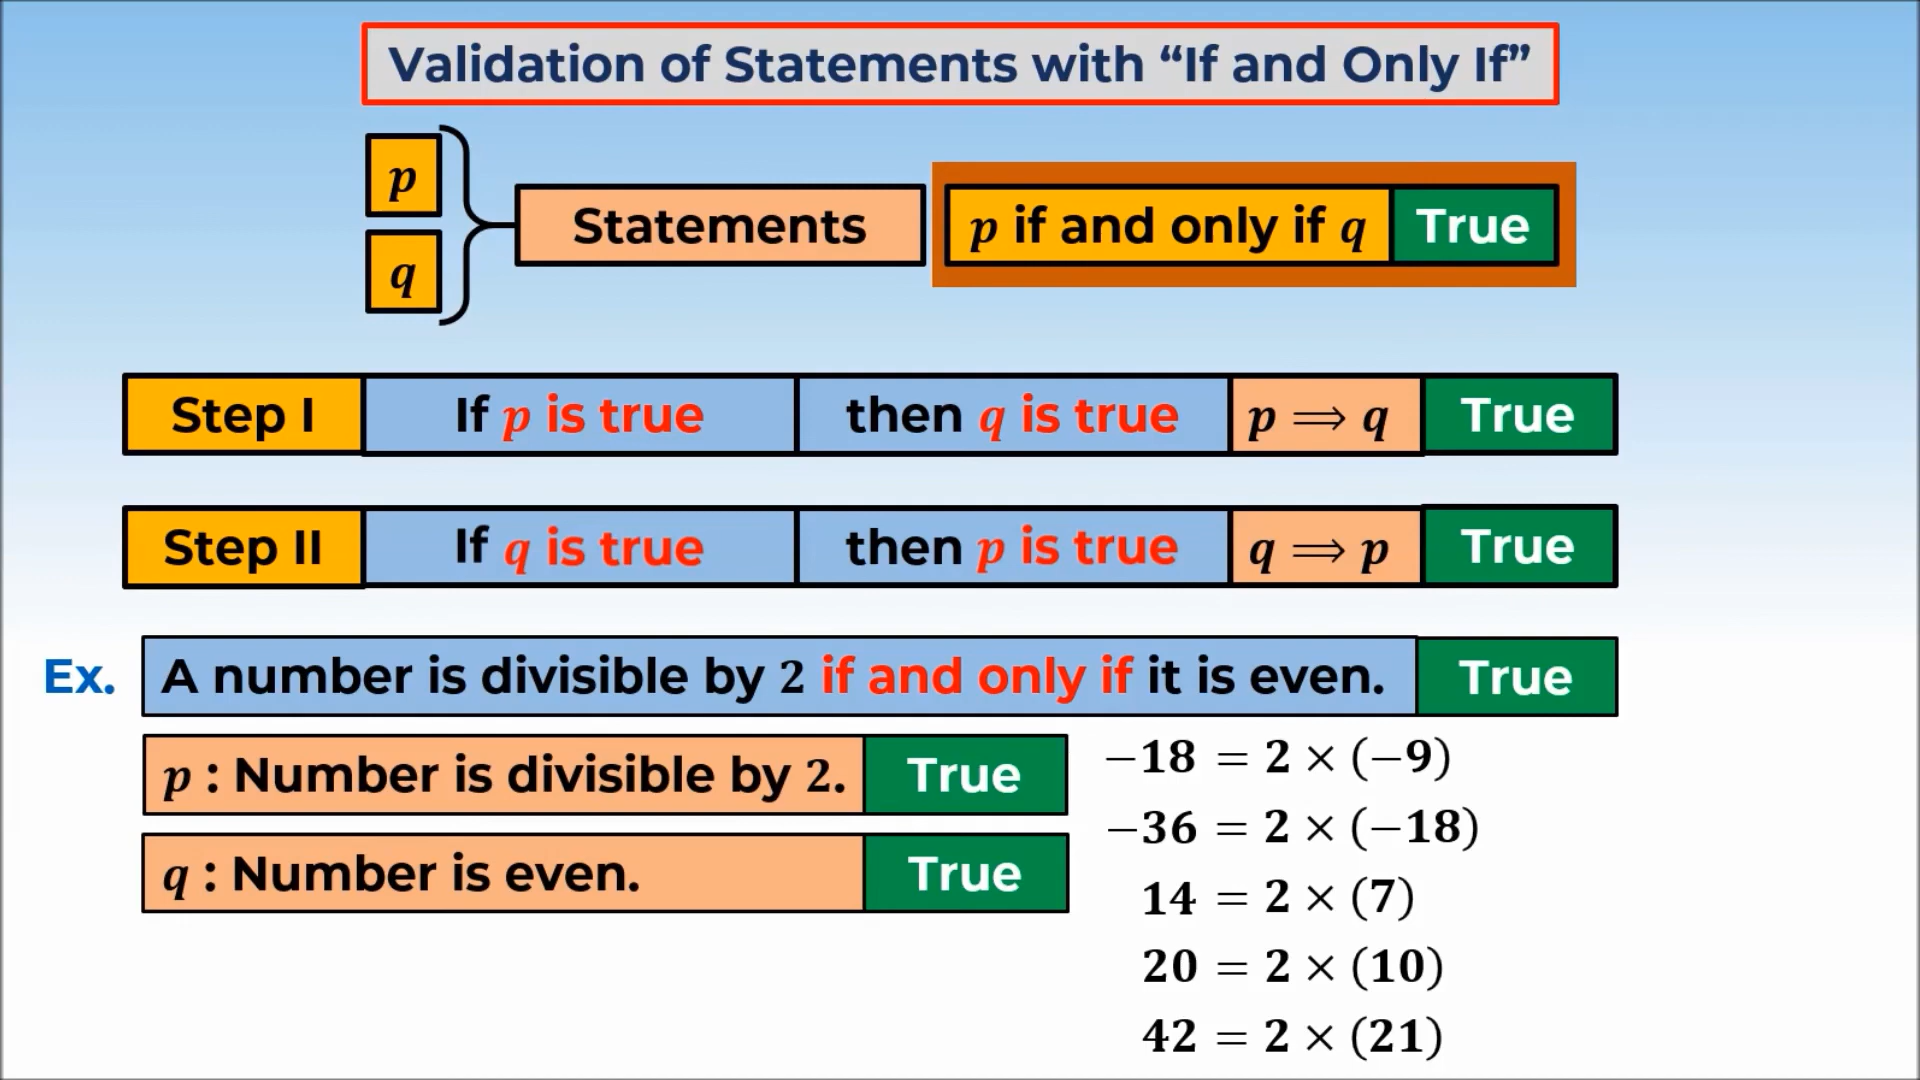 Validation of Statements with “If and Only If”
p
q
Statements
p if and only if q True
Step I If p is true then q is true p ⟹ q True
Step II If q is true then p is true q ⟹ p True
Ex. A number is divisible by 2 if and only if it is even. True
p : Number is divisible by 2. True
q : Number is even. True
−18 = 2 × (−9)
−36 = 2 × (−18)
14 = 2 × (7)
20 = 2 × (10)
42 = 2 × (21)